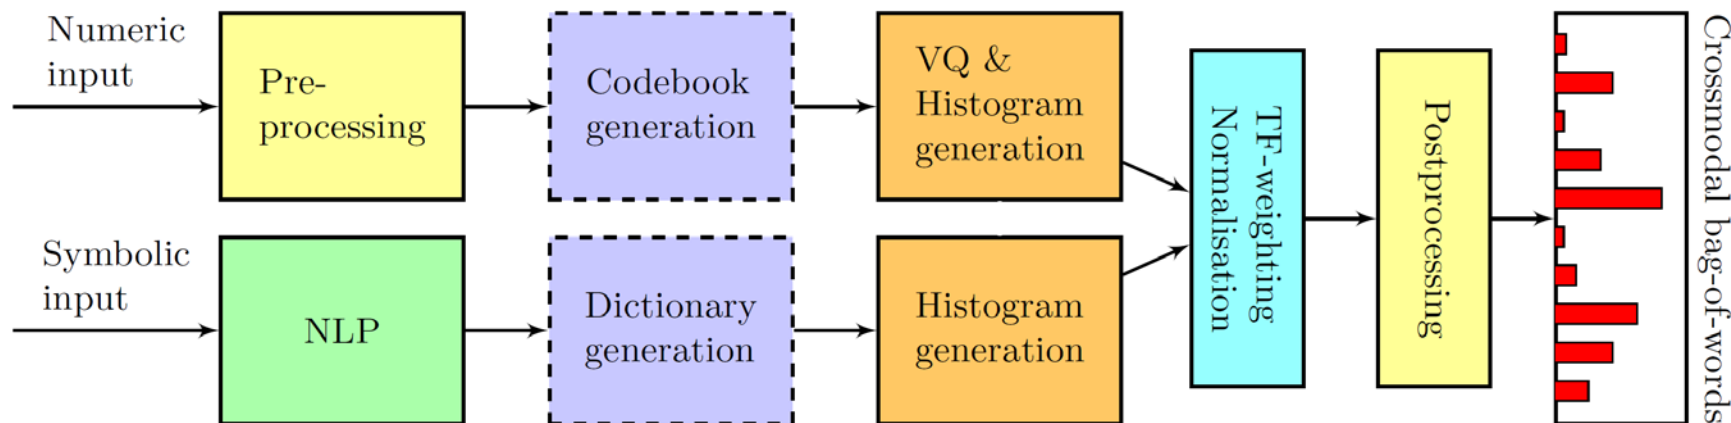 Numeric
input
Pre-
processing
Codebook
generation
VQ &
Histogram
generation
Symbolic
input
NLP
Dictionary
generation
Histogram
generation
TF-weighting
Normalisation
Postprocessing
Crossmodal bag-of-words